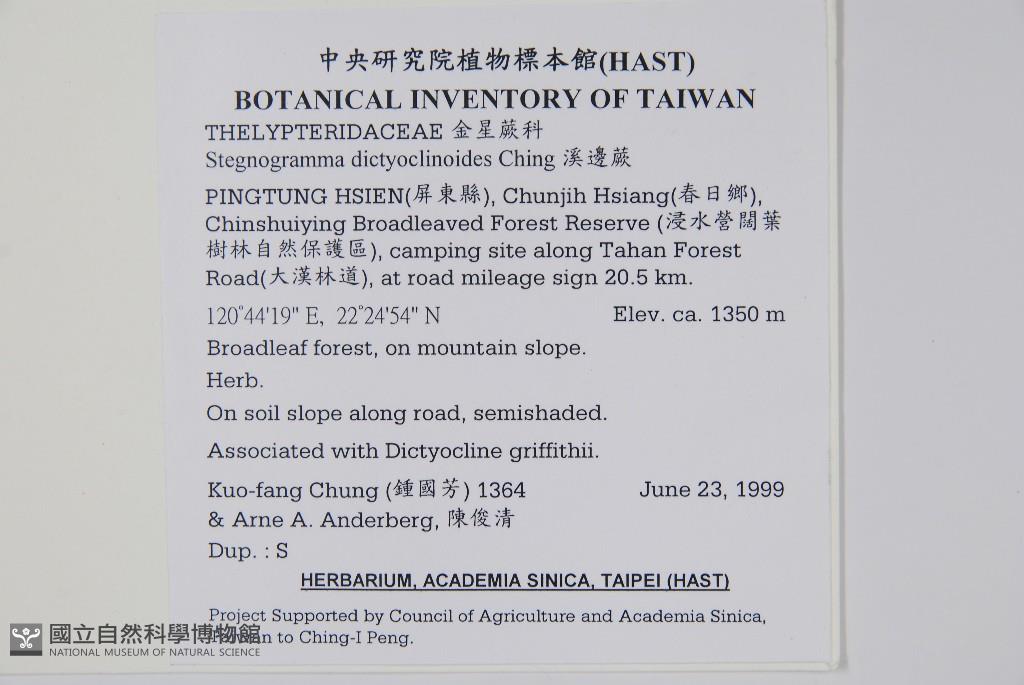 中央研究院植物標本館(HAST)
BOTANICAL INVENTORY OF TAIWAN
THELYPTERIDACEAE 金星蕨科
Stegnogramma dictyoclinoides Ching 溪邊蕨
PINGTUNG HSIEN(屏東縣), Chunjih Hsiang(春日鄉),
Chinshuiying Broadleaved Forest Reserve (浸水營闊葉
樹林自然保護區), camping site along Tahan Forest
Road(大漢林道), at road mileage sign 20.5 km.
120°44'19" E, 22°24'54" N Elev. ca. 1350 m
Broadleaf forest, on mountain slope.
Herb.
On soil slope along road, semishaded.
Associated with Dictyocline griffithii.
Kuo-fang Chung (鍾國芳) 1364 June 23, 1999
& Arne A. Anderberg, 陳俊清
Dup. : S
HERBARIUM, ACADEMIA SINICA, TAIPEI (HAST)
Project Supported by Council of Agriculture and Academia Sinica,
Taiwan to Ching-I Peng.
國立自然科學博物館
NATIONAL MUSEUM OF NATURAL SCIENCE